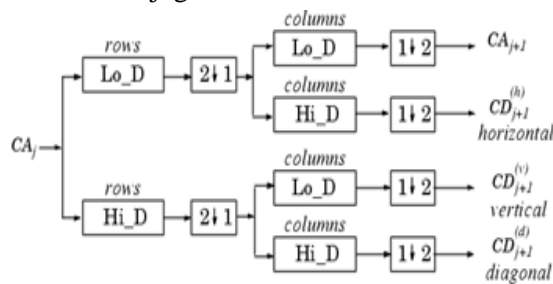 columns
rows
Lo_D
2↓1
Lo_D
1↓2
CA_{j+1}
columns
Hi_D
1↓2
CD_{j+1}^{(h)}
horizontal
CA_j
columns
rows
Hi_D
2↓1
Lo_D
1↓2
CD_{j+1}^{(v)}
vertical
columns
Hi_D
1↓2
CD_{j+1}^{(d)}
diagonal